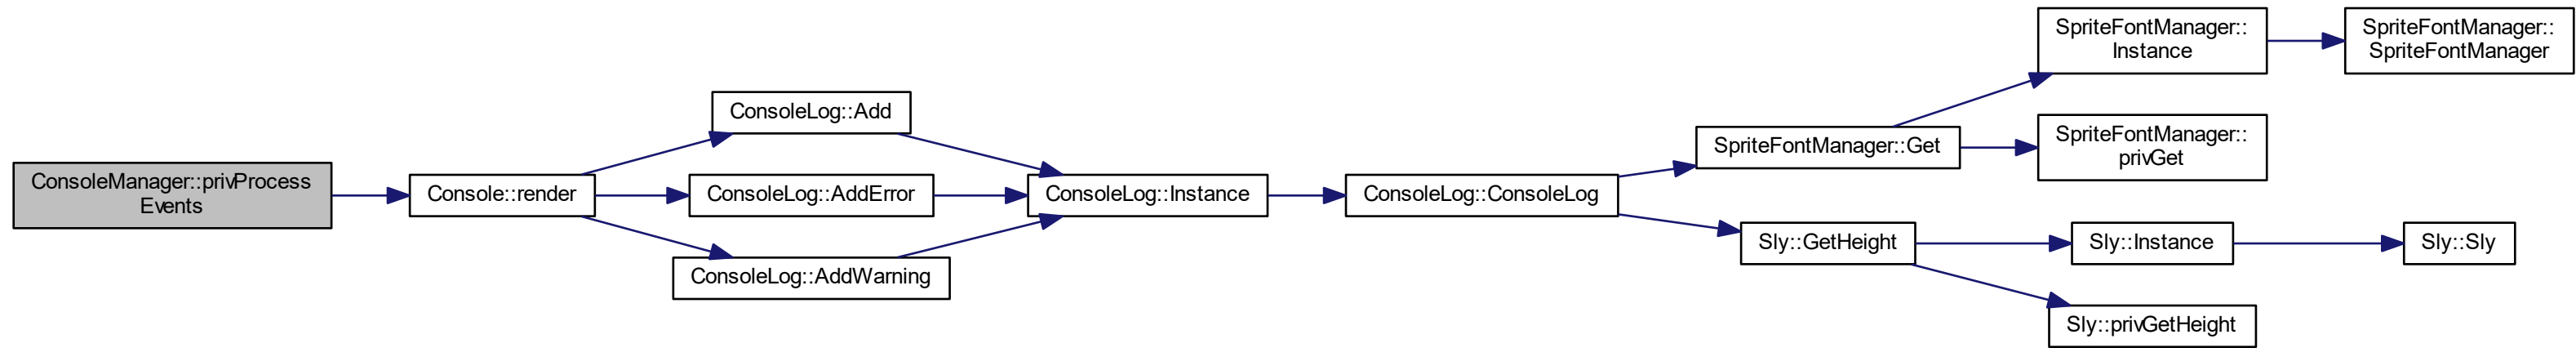 ConsoleManager::privProcess
Events
Console::render
ConsoleLog::Add
ConsoleLog::AddError
ConsoleLog::AddWarning
ConsoleLog::Instance
ConsoleLog::ConsoleLog
SpriteFontManager::Get
Sly::GetHeight
SpriteFontManager::
Instance
SpriteFontManager::
privGet
Sly::Instance
Sly::privGetHeight
SpriteFontManager::
SpriteFontManager
Sly::Sly